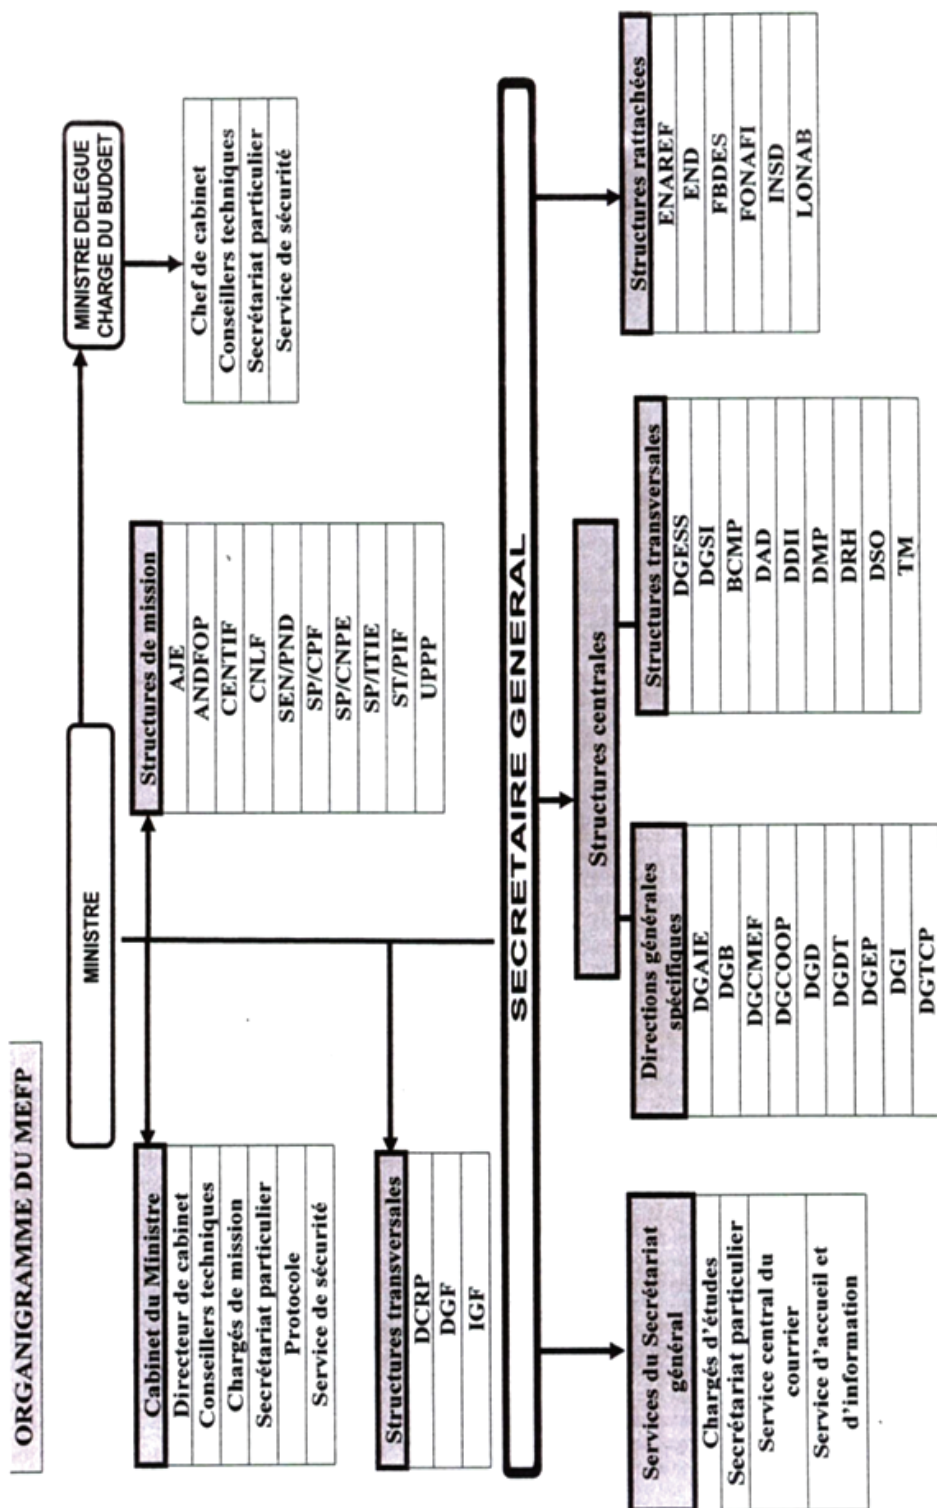 ORGANIGRAMME DU MEFP
MINISTRE
MINISTRE DELEGUE
CHARGE DU BUDGET
Chef de cabinet
Conseillers techniques
Secrétariat particulier
Service de sécurité
Cabinet du Ministre
Directeur de cabinet
Conseillers techniques
Chargés de mission
Secrétariat particulier
Protocole
Service de sécurité
Structures de mission
AJE
ANDFOP
CENTIF
CNLF
SEN/PND
SP/CPF
SP/CNPE
SP/ITIE
ST/PIF
UPPP
Structures transversales
DCRP
DGF
IGF
SECRETAIRE GENERAL
Services du Secrétariat
général
Chargés d'études
Secrétariat particulier
Service central du
courrier
Service d'accueil et
d'information
Structures centrales
Directions générales
spécifiques
DGAIE
DGB
DGCMEF
DGCOOP
DGD
DGDT
DGEP
DGI
DGTCP
Structures transversales
DGESS
DGSI
BCMP
DAD
DDII
DMP
DRH
DSO
TM
Structures rattachées
ENAREF
END
FBDES
FONAFI
INSD
LONAB